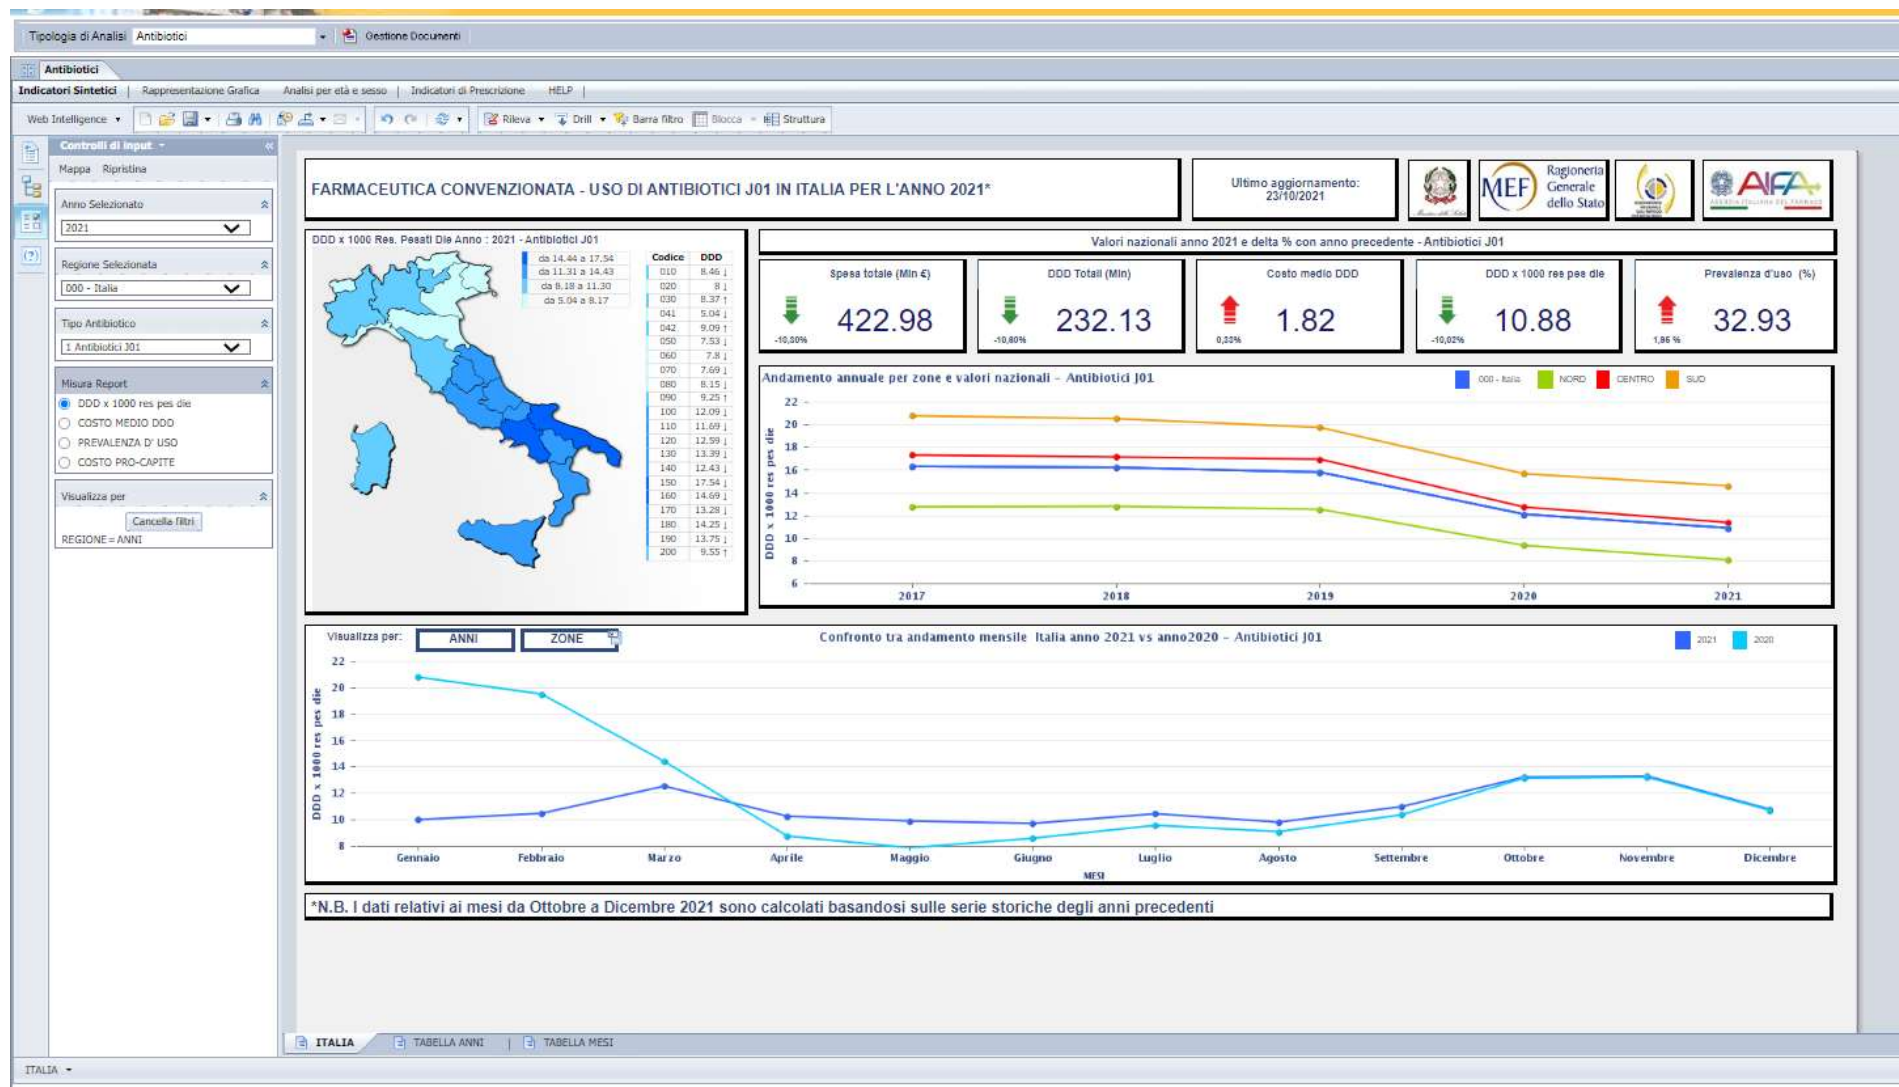 Tipologia di Analisi Antibiotici Gestione Documenti
Antibiotici
Indicatori Sintetici | Rappresentazione Grafica Analisi per età e sesso | Indicatori di Prescrizione HELP |
Web Intelligence Rileva Drill Barra filtro Blocca Struttura
Controlli di input
Mappa Ripristina
Anno Selezionato
2021
Regione Selezionata
000 - Italia
Tipo Antibiotico
1 Antibiotici J01
Misura Report
DDD x 1000 res pes die
COSTO MEDIO DDD
PREVALENZA D' USO
COSTO PRO-CAPITE
Visualizza per
Cancella filtri
REGIONE = ANNI
FARMACEUTICA CONVENZIONATA - USO DI ANTIBIOTICI J01 IN ITALIA PER L'ANNO 2021*
Ultimo aggiornamento:
23/10/2021
MEF
Ragioneria
Generale
dello Stato
AIFA
AGENZIA ITALIANA DEL FARMACO
DDD x 1000 Res. Pesati Die Anno : 2021 - Antibiotici J01
da 14.44 a 17.54
da 11.31 a 14.43
da 8.18 a 11.30
da 5.04 a 8.17
Codice DDD
010 8.46 ↓
020 8 ↓
030 8.37 ↑
041 5.04 ↓
042 9.09 ↑
050 7.53 ↓
060 7.8 ↓
070 7.69 ↓
080 8.15 ↓
090 9.25 ↑
100 12.09 ↓
110 11.69 ↓
120 12.59 ↓
130 13.39 ↓
140 12.43 ↓
150 17.54 ↓
160 14.69 ↓
170 13.28 ↓
180 14.25 ↓
190 13.75 ↓
200 9.55 ↑
Valori nazionali anno 2021 e delta % con anno precedente - Antibiotici J01
Spesa totale (Mln €)
422.98
-10,30%
DDD Totali (Mln)
232.13
-10,60%
Costo medio DDD
1.82
0,33%
DDD x 1000 res pes die
10.88
-10,02%
Prevalenza d'uso (%)
32.93
1,86 %
Andamento annuale per zone e valori nazionali – Antibiotici J01
000 - Italia NORD CENTRO SUD
DDD x 1000 res pes die
22
20
18
16
14
12
10
8
6
2017 2018 2019 2020 2021
Visualizza per: ANNI ZONE
Confronto tra andamento mensile Italia anno 2021 vs anno2020 – Antibiotici J01
2021 2020
DDD x 1000 res pes die
22
20
18
16
14
12
10
8
Gennaio Febbraio Marzo Aprile Maggio Giugno Luglio Agosto Settembre Ottobre Novembre Dicembre
MESI
*N.B. I dati relativi ai mesi da Ottobre a Dicembre 2021 sono calcolati basandosi sulle serie storiche degli anni precedenti
ITALIA TABELLA ANNI | TABELLA MESI
ITALIA